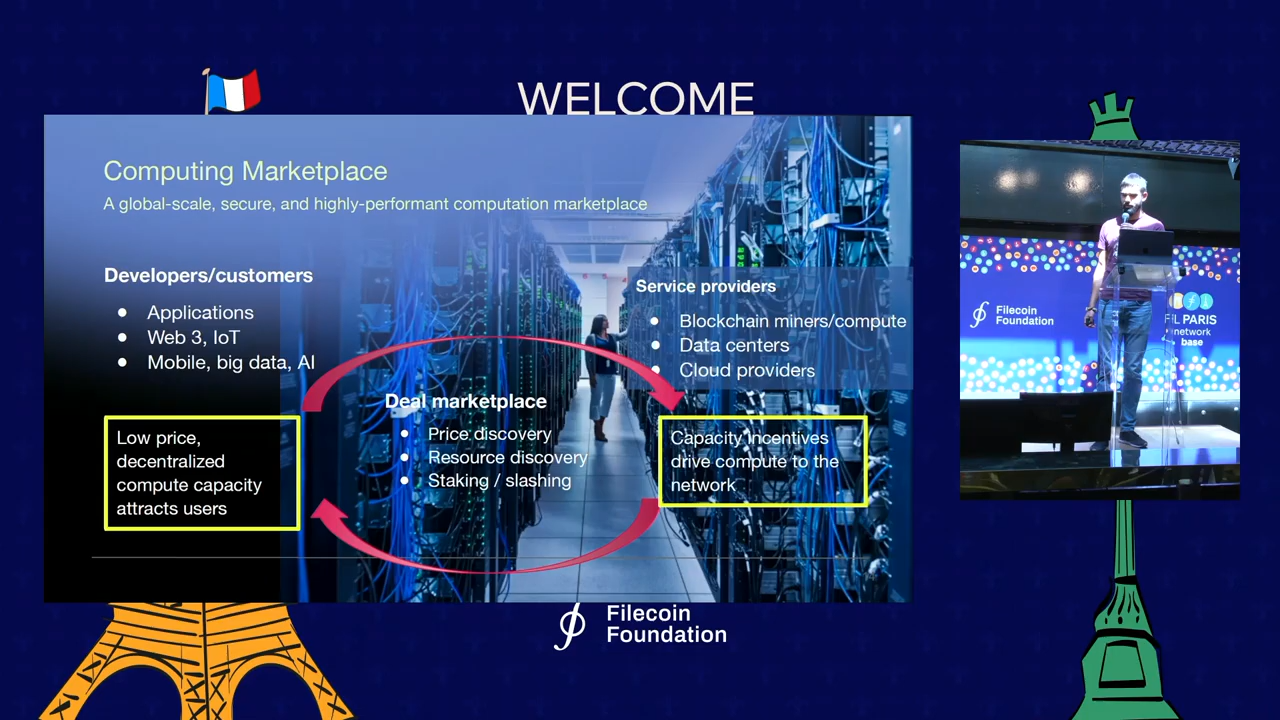 WELCOME
Computing Marketplace
A global-scale, secure, and highly-performant computation marketplace
Developers/customers
● Applications
● Web 3, IoT
● Mobile, big data, AI
Service providers
● Blockchain miners/compute
● Data centers
● Cloud providers
Deal marketplace
● Price discovery
● Resource discovery
● Staking / slashing
Low price,
decentralized
compute capacity
attracts users
Capacity incentives
drive compute to the
network
Filecoin
Foundation
Filecoin
Foundation
FIL PARIS
network
base